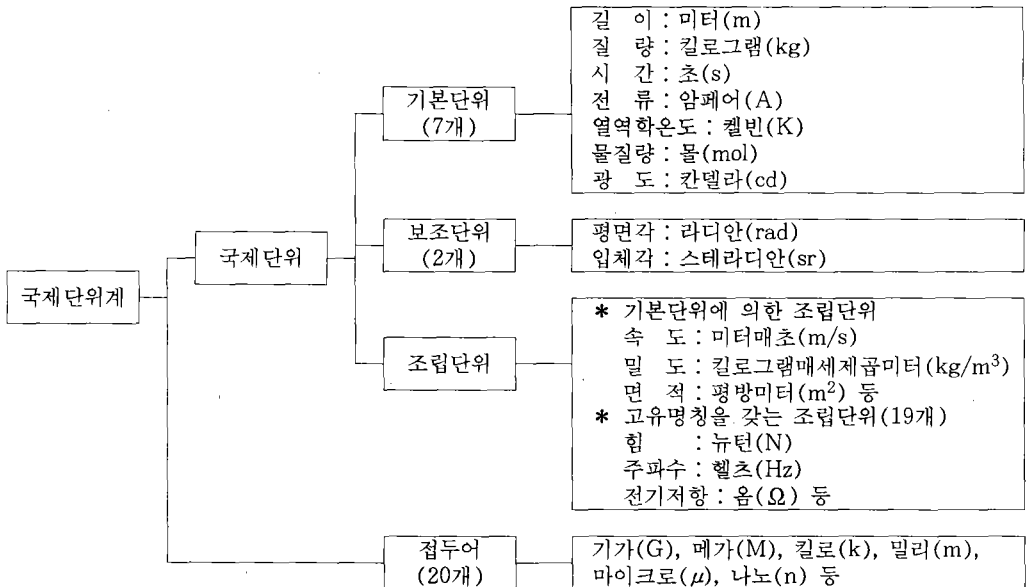 국제단위계
국제단위
기본단위
(7개)
길 이 : 미터(m)
질 량 : 킬로그램(kg)
시 간 : 초(s)
전 류 : 암페어(A)
열역학온도 : 켈빈(K)
물질량 : 몰(mol)
광 도 : 칸델라(cd)
보조단위
(2개)
평면각 : 라디안(rad)
입체각 : 스테라디안(sr)
조립단위
* 기본단위에 의한 조립단위
속 도 : 미터매초(m/s)
밀 도 : 킬로그램매세제곱미터(kg/m³)
면 적 : 평방미터(m²) 등
* 고유명칭을 갖는 조립단위(19개)
힘 : 뉴턴(N)
주파수 : 헬츠(Hz)
전기저항 : 옴(Ω) 등
접두어
(20개)
기가(G), 메가(M), 킬로(k), 밀리(m),
마이크로(μ), 나노(n) 등